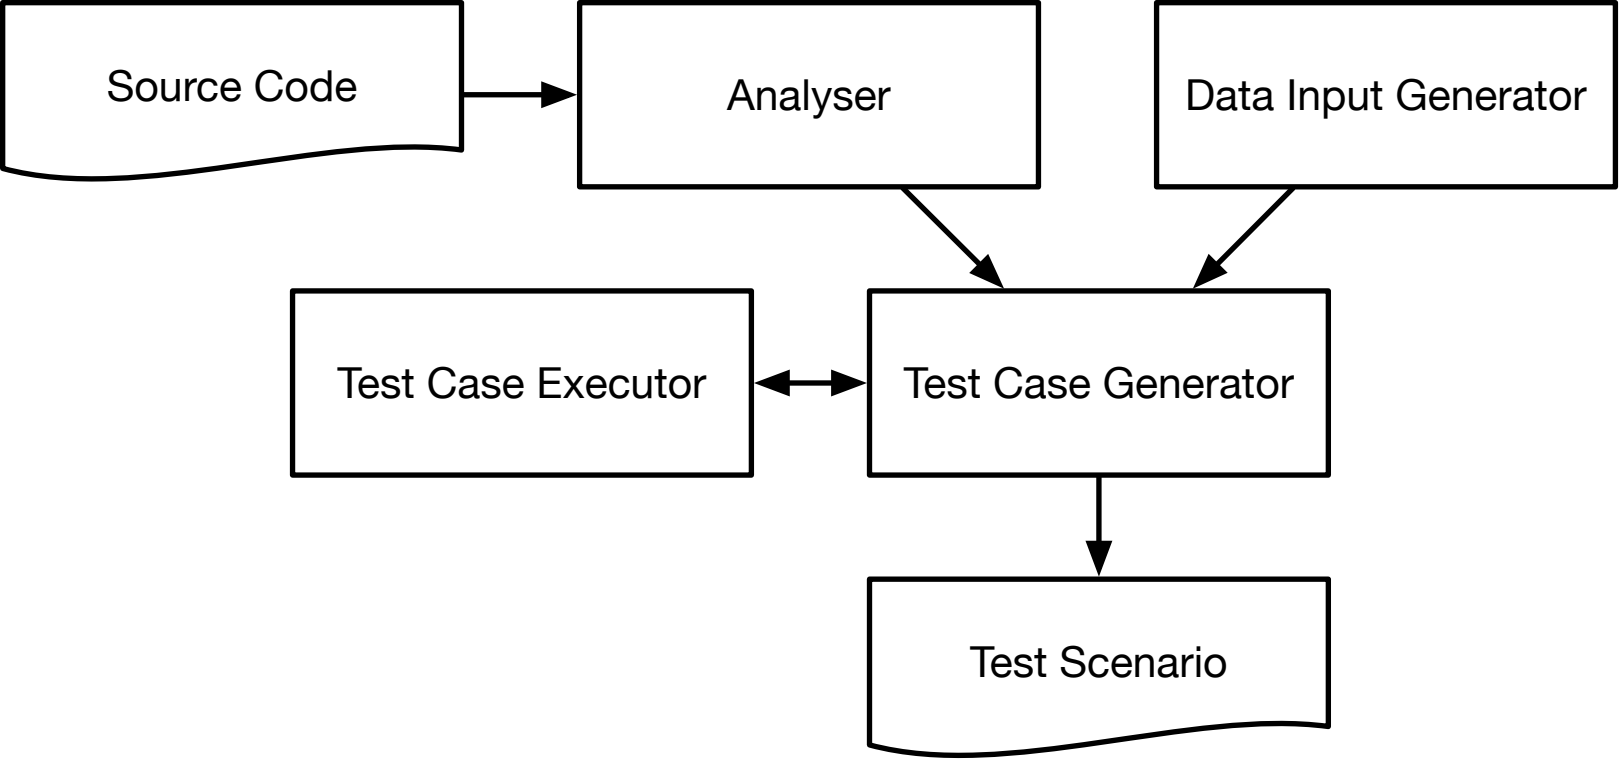 Source Code
Analyser
Data Input Generator
Test Case Executor
Test Case Generator
Test Scenario